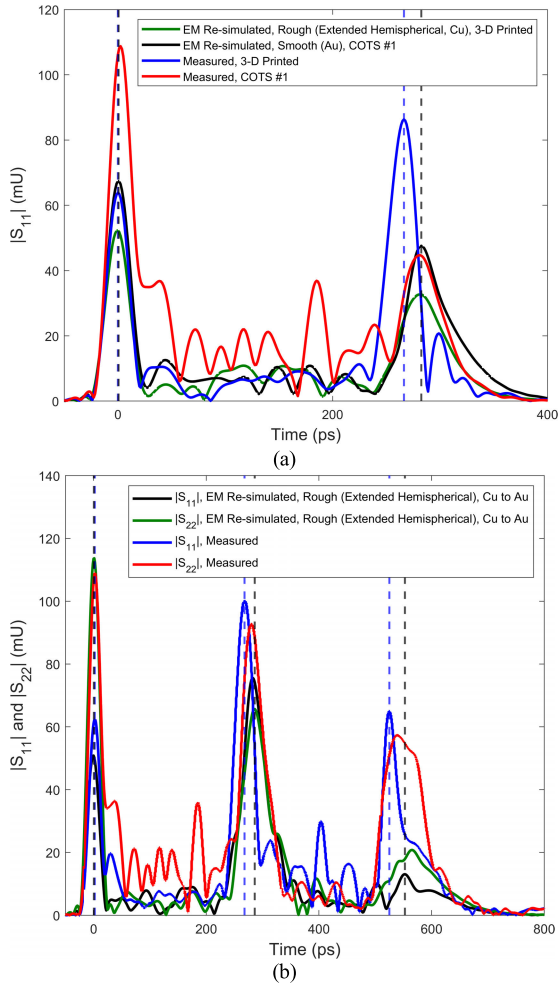 120
100
80
60
40
20
0
|S11| (mU)
EM Re-simulated, Rough (Extended Hemispherical, Cu), 3-D Printed
EM Re-simulated, Smooth (Au), COTS #1
Measured, 3-D Printed
Measured, COTS #1
0 200 400
Time (ps)
(a)
140
120
100
80
60
40
20
0
|S11| and |S22| (mU)
|S11|, EM Re-simulated, Rough (Extended Hemispherical), Cu to Au
|S22|, EM Re-simulated, Rough (Extended Hemispherical), Cu to Au
|S11|, Measured
|S22|, Measured
0 200 400 600 800
Time (ps)
(b)